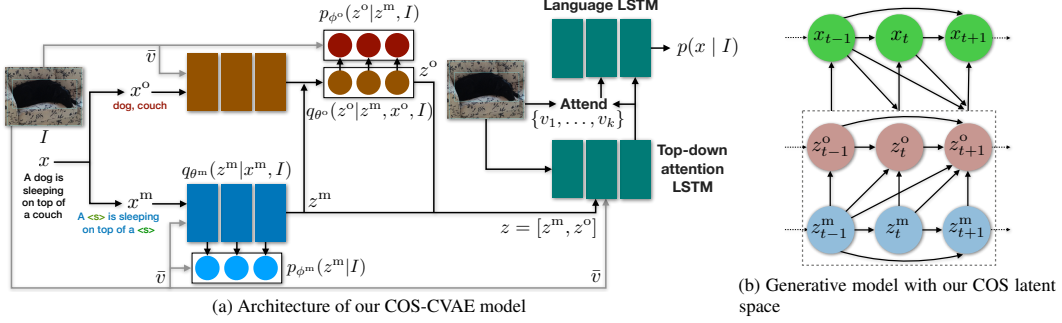 Language LSTM
p_{ϕ^o}(z^o|z^m, I)
v̄
z^o
x^o
dog, couch
q_{θ^o}(z^o|z^m, x^o, I)
p(x | I)
Attend
{v_1, . . . , v_k}
I
x
A dog is
sleeping
on top of
a couch
q_{θ^m}(z^m|x^m, I)
x^m
A <s> is sleeping
on top of a <s>
z^m
Top-down
attention
LSTM
z = [z^m, z^o]
v̄
p_{ϕ^m}(z^m|I)
v̄
(a) Architecture of our COS-CVAE model
x_{t−1} x_t x_{t+1}
z^o_{t−1} z^o_t z^o_{t+1}
z^m_{t−1} z^m_t z^m_{t+1}
(b) Generative model with our COS latent
space